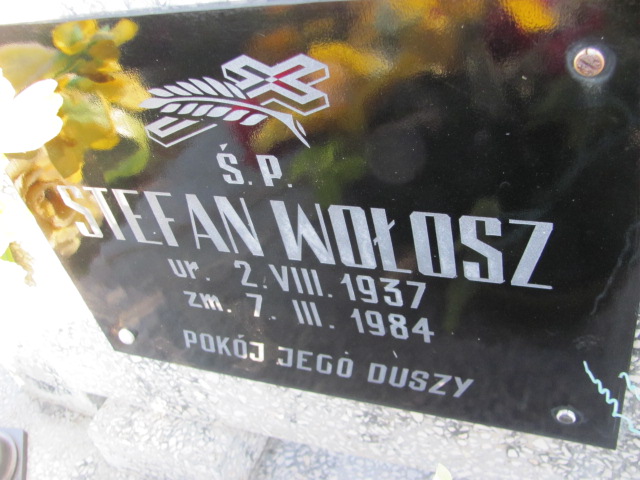 Ś.P.
STEFAN WOŁOSZ
ur. 2. VIII. 1937
zm. 7. III. 1984
POKÓJ JEGO DUSZY